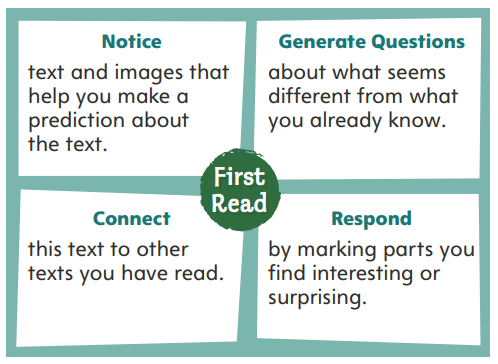 Notice
text and images that
help you make a
prediction about
the text.
Generate Questions
about what seems
different from what
you already know.
First
Read
Connect
this text to other
texts you have read.
Respond
by marking parts you
find interesting or
surprising.